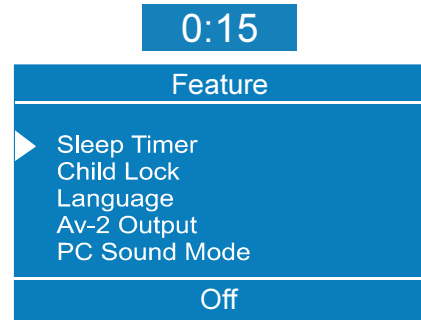 0:15
Feature
Sleep Timer
Child Lock
Language
Av-2 Output
PC Sound Mode
Off